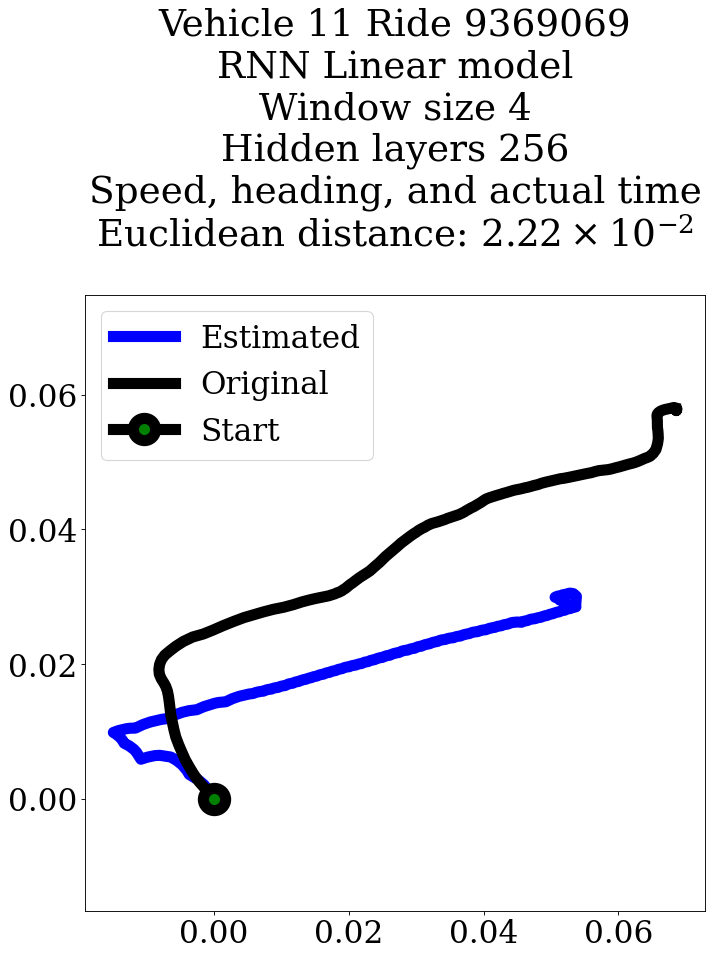 Vehicle 11 Ride 9369069
RNN Linear model
Window size 4
Hidden layers 256
Speed, heading, and actual time
Euclidean distance: 2.22 × 10⁻²
Estimated
Original
Start
0.06
0.04
0.02
0.00
0.00 0.02 0.04 0.06